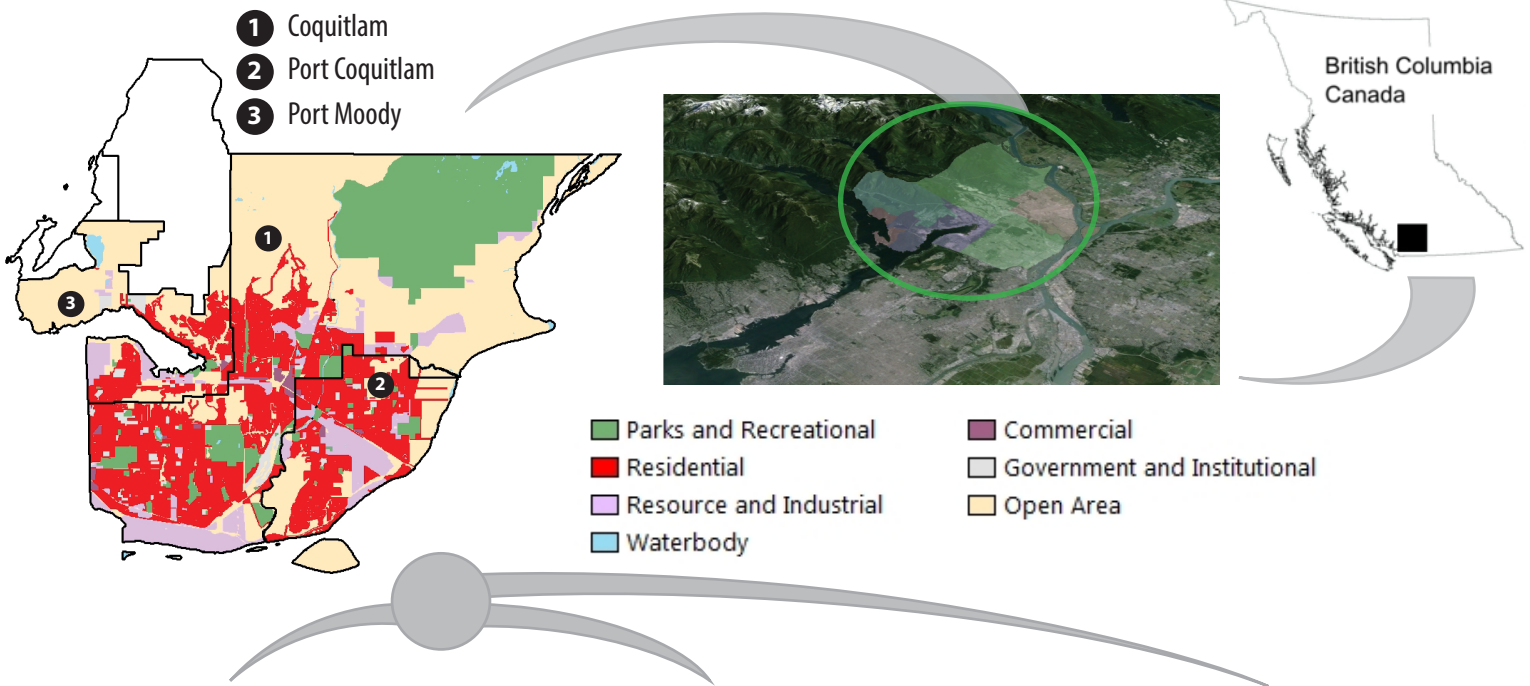 1 Coquitlam
2 Port Coquitlam
3 Port Moody
British Columbia
Canada
1
3
2
Parks and Recreational
Residential
Resource and Industrial
Waterbody
Commercial
Government and Institutional
Open Area